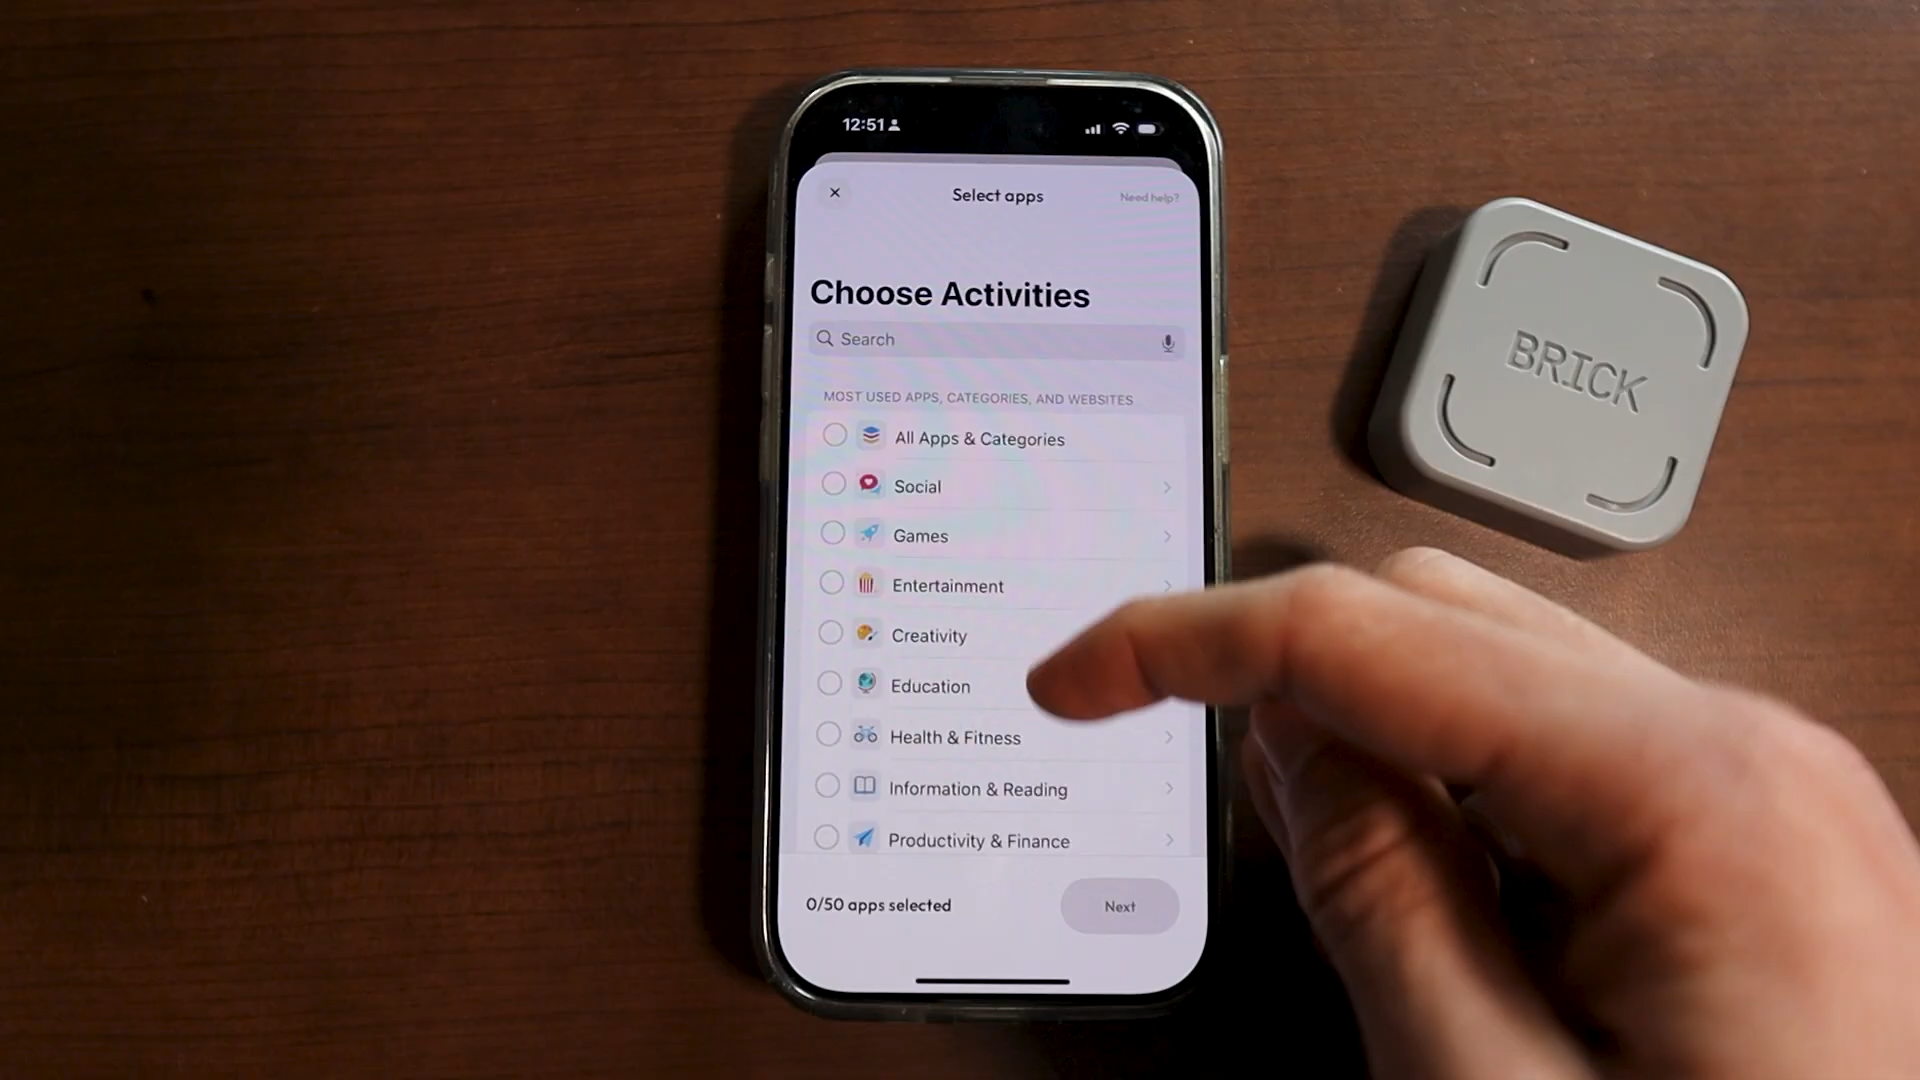 12:51
Select apps
Need help?
Choose Activities
Search
MOST USED APPS, CATEGORIES, AND WEBSITES
All Apps & Categories
Social
Games
Entertainment
Creativity
Education
Health & Fitness
Information & Reading
Productivity & Finance
0/50 apps selected
Next
BRICK